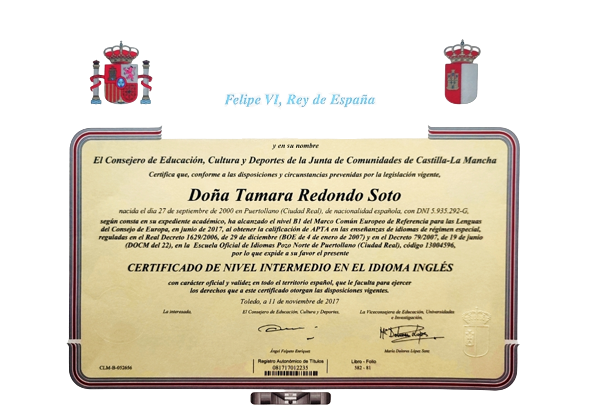 Felipe VI, Rey de España
y en su nombre
El Consejero de Educación, Cultura y Deportes de la Junta de Comunidades de Castilla-La Mancha
Certifica que, conforme a las disposiciones y circunstancias prevenidas por la legislación vigente,
Doña Tamara Redondo Soto
nacida el día 27 de septiembre de 2000 en Puertollano (Ciudad Real), de nacionalidad española, con DNI 5.935.292-G,
según consta en su expediente académico, ha alcanzado el nivel B1 del Marco Común Europeo de Referencia para las Lenguas
del Consejo de Europa, en junio de 2017, al obtener la calificación de APTA en las enseñanzas de idiomas de régimen especial,
reguladas en el Real Decreto 1629/2006, de 29 de diciembre (BOE de 4 de enero de 2007) y en el Decreto 79/2007, de 19 de junio
(DOCM del 22), en la Escuela Oficial de Idiomas Pozo Norte de Puertollano (Ciudad Real), código 13004596,
por lo que expide a su favor el presente
CERTIFICADO DE NIVEL INTERMEDIO EN EL IDIOMA INGLÉS
con carácter oficial y validez en todo el territorio español, que le faculta para ejercer
los derechos que a este certificado otorgan las disposiciones vigentes.
Toledo, a 11 de noviembre de 2017
La interesada, El Consejero de Educación, Cultura y Deportes, La Viceconsejera de Educación, Universidades
e Investigación,
Ángel Felpeto Enríquez María Dolores López Sanz
Registro Autonómico de Títulos Libro - Folio
CLM-B-052656 081717012235 382 - 81